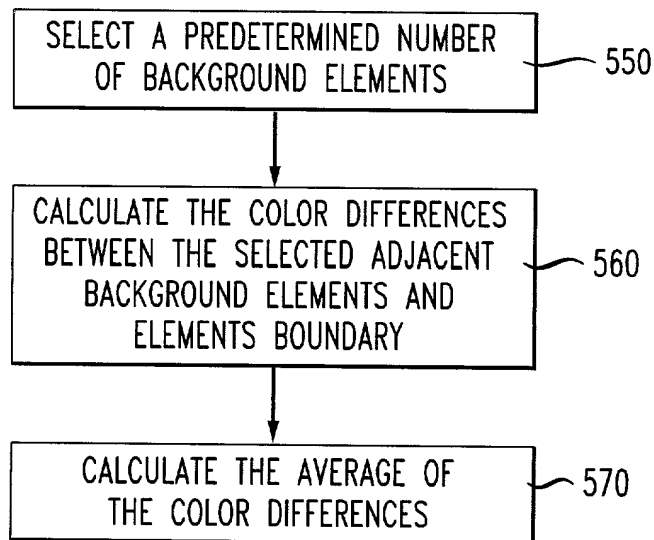 SELECT A PREDETERMINED NUMBER
OF BACKGROUND ELEMENTS
550
CALCULATE THE COLOR DIFFERENCES
BETWEEN THE SELECTED ADJACENT
BACKGROUND ELEMENTS AND
ELEMENTS BOUNDARY
560
CALCULATE THE AVERAGE OF
THE COLOR DIFFERENCES
570